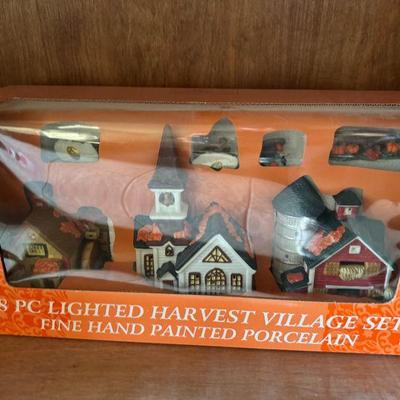 8 PC LIGHTED HARVEST VILLAGE SET
FINE HAND PAINTED PORCELAIN